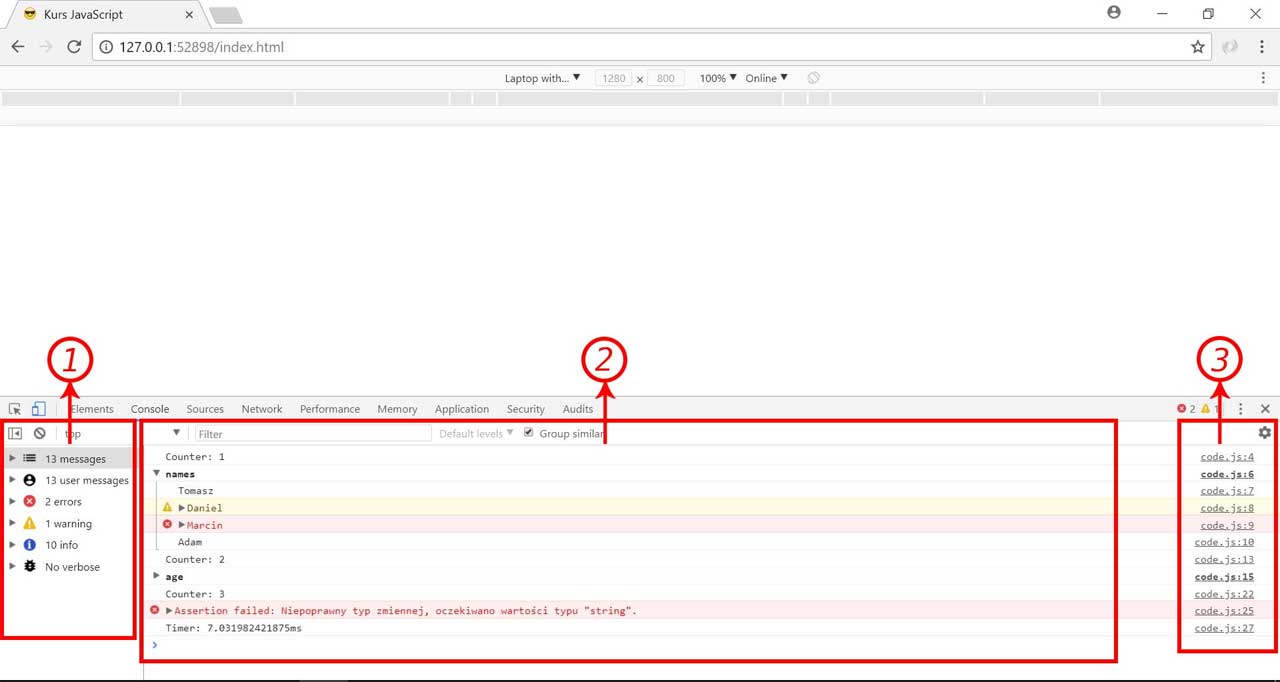 Kurs JavaScript
127.0.0.1:52898/index.html
Laptop with... 1280 x 800 100% Online
1 2 3
Elements Console Sources Network Performance Memory Application Security Audits 2 1
top Filter Default levels Group similar
13 messages
13 user messages
2 errors
1 warning
10 info
No verbose
Counter: 1 code.js:4
names code.js:6
Tomasz code.js:7
Daniel code.js:8
Marcin code.js:9
Adam code.js:10
Counter: 2 code.js:13
age code.js:15
Counter: 3 code.js:22
Assertion failed: Niepoprawny typ zmiennej, oczekiwano wartości typu "string". code.js:25
Timer: 7.031982421875ms code.js:27